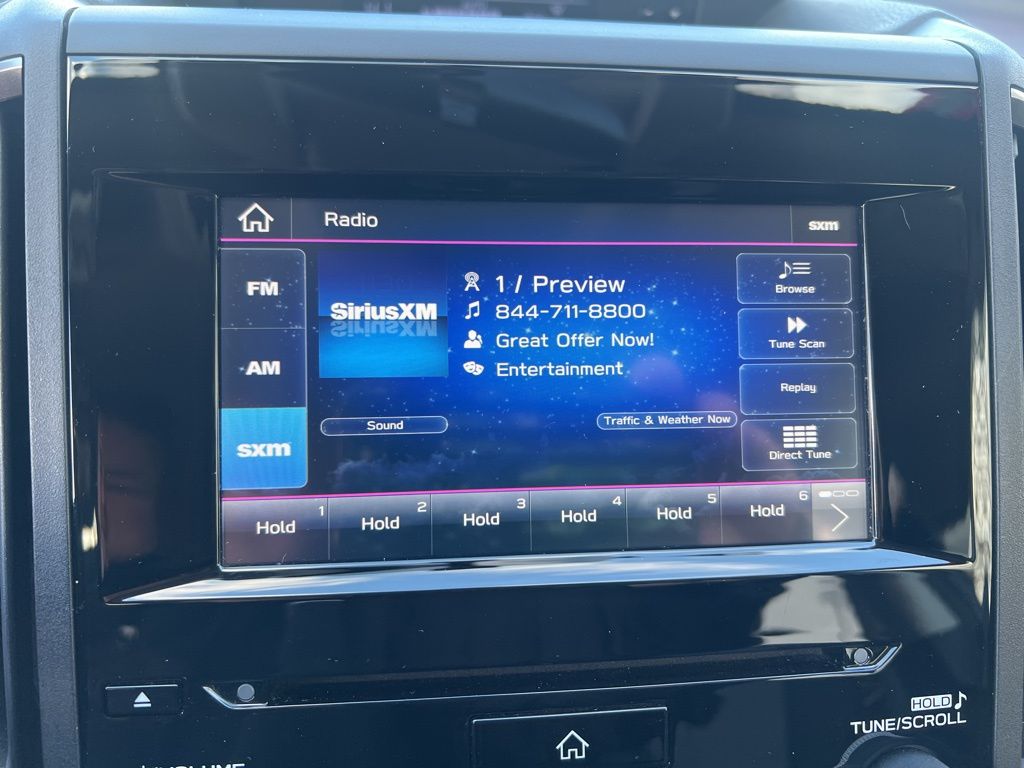 Radio
sxm
FM
AM
sxm
SiriusXM
1 / Preview
844-711-8800
Great Offer Now!
Entertainment
Browse
Tune Scan
Replay
Direct Tune
Sound
Traffic & Weather Now
Hold 1
Hold 2
Hold 3
Hold 4
Hold 5
Hold 6
HOLD
TUNE/SCROLL
VOLUME